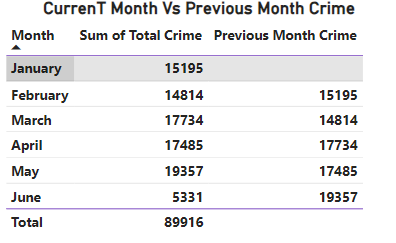 CurrenT Month Vs Previous Month Crime
Month Sum of Total Crime Previous Month Crime
January 15195
February 14814 15195
March 17734 14814
April 17485 17734
May 19357 17485
June 5331 19357
Total 89916